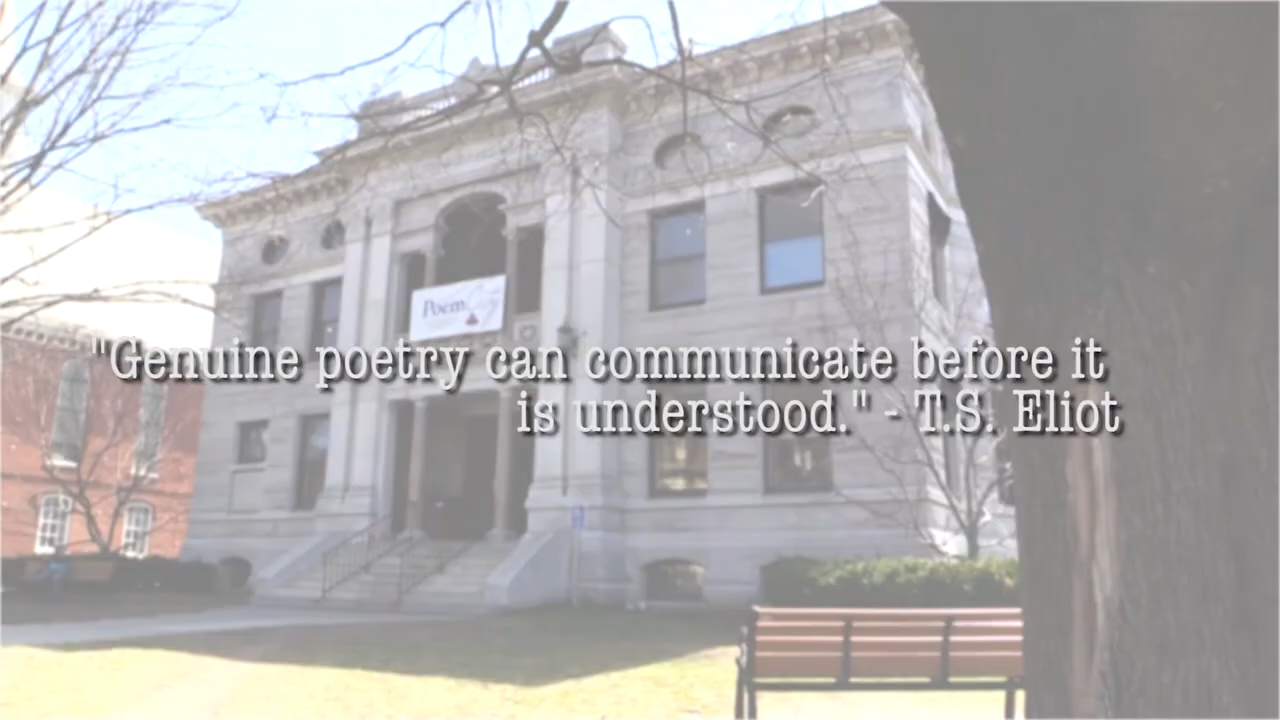 Poem
"Genuine poetry can communicate before it
is understood." - T.S. Eliot